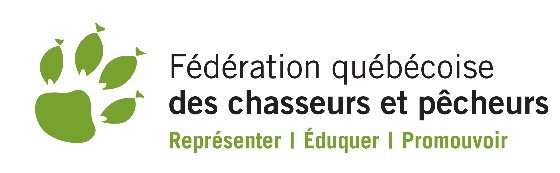 Fédération québécoise
des chasseurs et pêcheurs
Représenter | Éduquer | Promouvoir